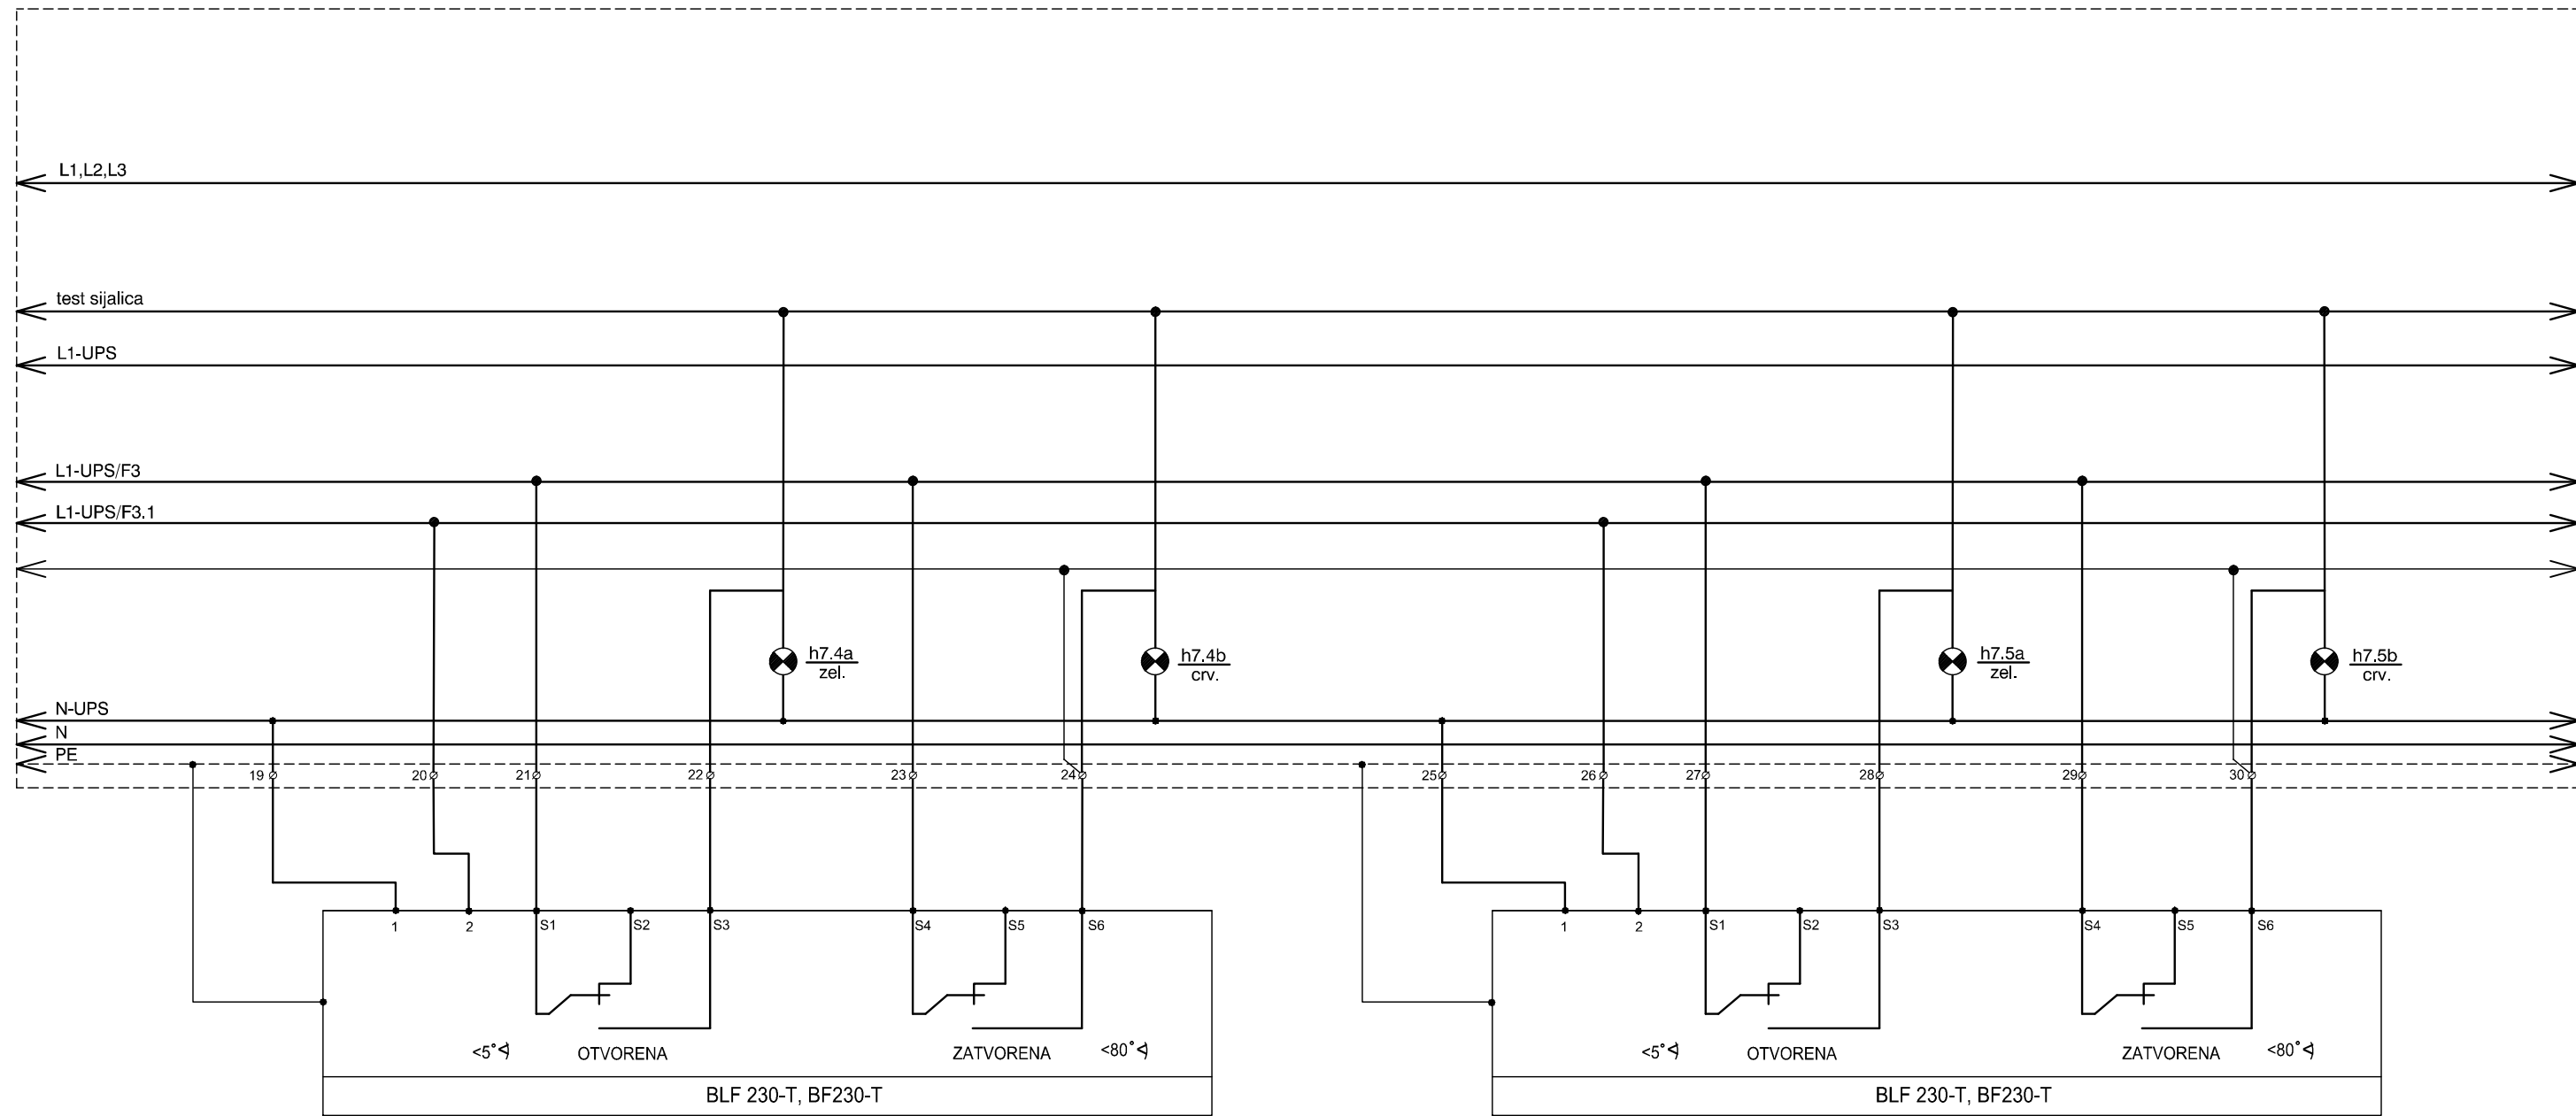 L1,L2,L3
test sijalica
L1-UPS
L1-UPS/F3
L1-UPS/F3.1
h7.4a
zel.
h7.4b
crv.
h7.5a
zel.
h7.5b
crv.
N-UPS
N
PE
19 20 21 22 23 24 25 26 27 28 29 30
1 2 S1 S2 S3 S4 S5 S6
1 2 S1 S2 S3 S4 S5 S6
<5° OTVORENA ZATVORENA <80°
<5° OTVORENA ZATVORENA <80°
BLF 230-T, BF230-T
BLF 230-T, BF230-T